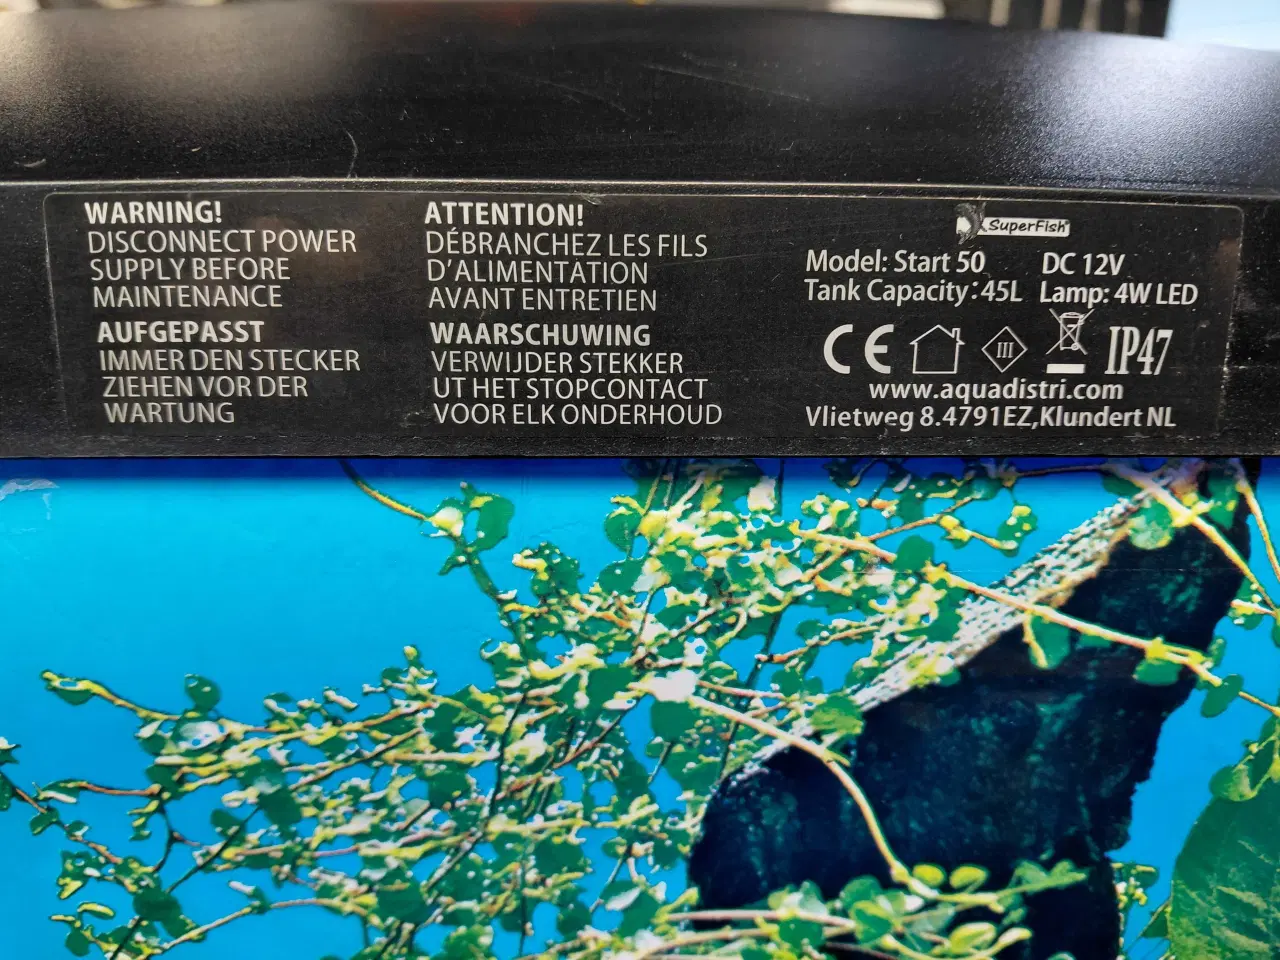 WARNING!
DISCONNECT POWER
SUPPLY BEFORE
MAINTENANCE
AUFGEPASST
IMMER DEN STECKER
ZIEHEN VOR DER
WARTUNG
ATTENTION!
DÉBRANCHEZ LES FILS
D'ALIMENTATION
AVANT ENTRETIEN
WAARSCHUWING
VERWIJDER STEKKER
UT HET STOPCONTACT
VOOR ELK ONDERHOUD
SuperFish
Model: Start 50 DC 12V
Tank Capacity: 45L Lamp: 4W LED
CE III IP47
www.aquadistri.com
Vlietweg 8.4791EZ,Klundert NL